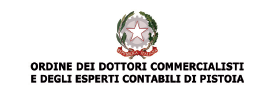 ORDINE DEI DOTTORI COMMERCIALISTI
E DEGLI ESPERTI CONTABILI DI PISTOIA